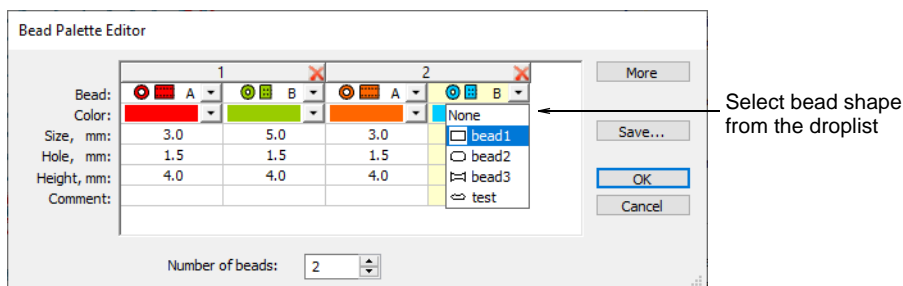 Bead Palette Editor
1 2 More
Bead: A B A B
Color: None
Size, mm: 3.0 5.0 3.0 bead1 Save...
Hole, mm: 1.5 1.5 1.5 bead2
Height, mm: 4.0 4.0 4.0 bead3 OK
Comment: test Cancel
Number of beads: 2
Select bead shape
from the droplist